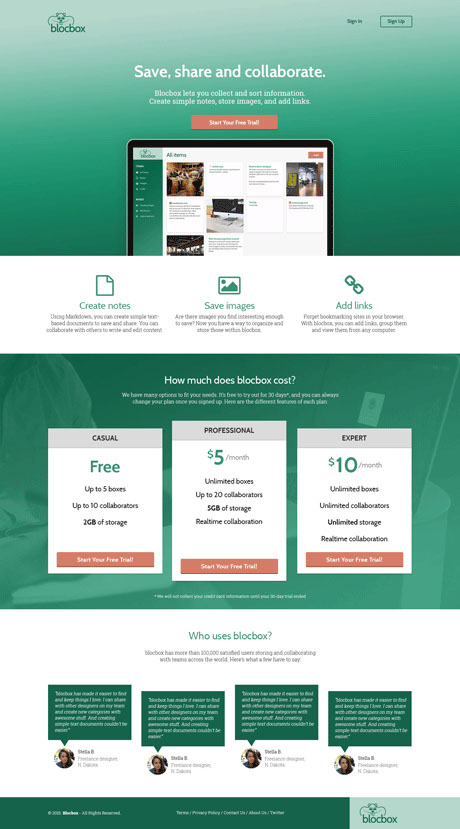 blocbox
Sign In
Sign Up
Save, share and collaborate.
Blocbox lets you collect and sort information.
Create simple notes, store images, and add links.
Start Your Free Trial!
blocbox
All items
Create notes
Using Markdown, you can create simple text-
based documents to save and share. You can
collaborate with others to write and edit content.
Save images
Are there images you find interesting enough
to save? Now you have a way to organize and
store those within blocbox.
Add links
Forget bookmarking sites in your browser.
With blocbox, you can add links, group them
and view them from any computer.
How much does blocbox cost?
We have many options to fit your needs. It's free to try out for 30 days*, and you can always
change your plan once you signed up. Here are the different features of each plan.
CASUAL
Free
Up to 5 boxes
Up to 10 collaborators
2GB of storage
Start Your Free Trial!
PROFESSIONAL
$5/month
Unlimited boxes
Up to 20 collaborators
5GB of storage
Realtime collaboration
Start Your Free Trial!
EXPERT
$10/month
Unlimited boxes
Unlimited collaborators
Unlimited storage
Realtime collaboration
Start Your Free Trial!
* We will not collect your credit card information until your 30-day trial ended
Who uses blocbox?
blocbox has more than 100,000 satisfied users storing and collaborating
with teams across the world. Here's what a few have to say:
"blocbox has made it easier to find
and keep things I love. I can share
with other designers on my team
and create new categories with
awesome stuff. And creating
simple text documents couldn't be
easier."
Stella B.
Freelance designer,
N. Dakota
"blocbox has made it easier to find
and keep things I love. I can share
with other designers on my team
and create new categories with
awesome stuff. And creating
simple text documents couldn't be
easier."
Stella B.
Freelance designer,
N. Dakota
"blocbox has made it easier to find
and keep things I love. I can share
with other designers on my team
and create new categories with
awesome stuff. And creating
simple text documents couldn't be
easier."
Stella B.
Freelance designer,
N. Dakota
"blocbox has made it easier to find
and keep things I love. I can share
with other designers on my team
and create new categories with
awesome stuff. And creating
simple text documents couldn't be
easier."
Stella B.
Freelance designer,
N. Dakota
Blocbox - All Rights Reserved.
Terms / Privacy Policy / Contact Us / About Us / Twitter
blocbox